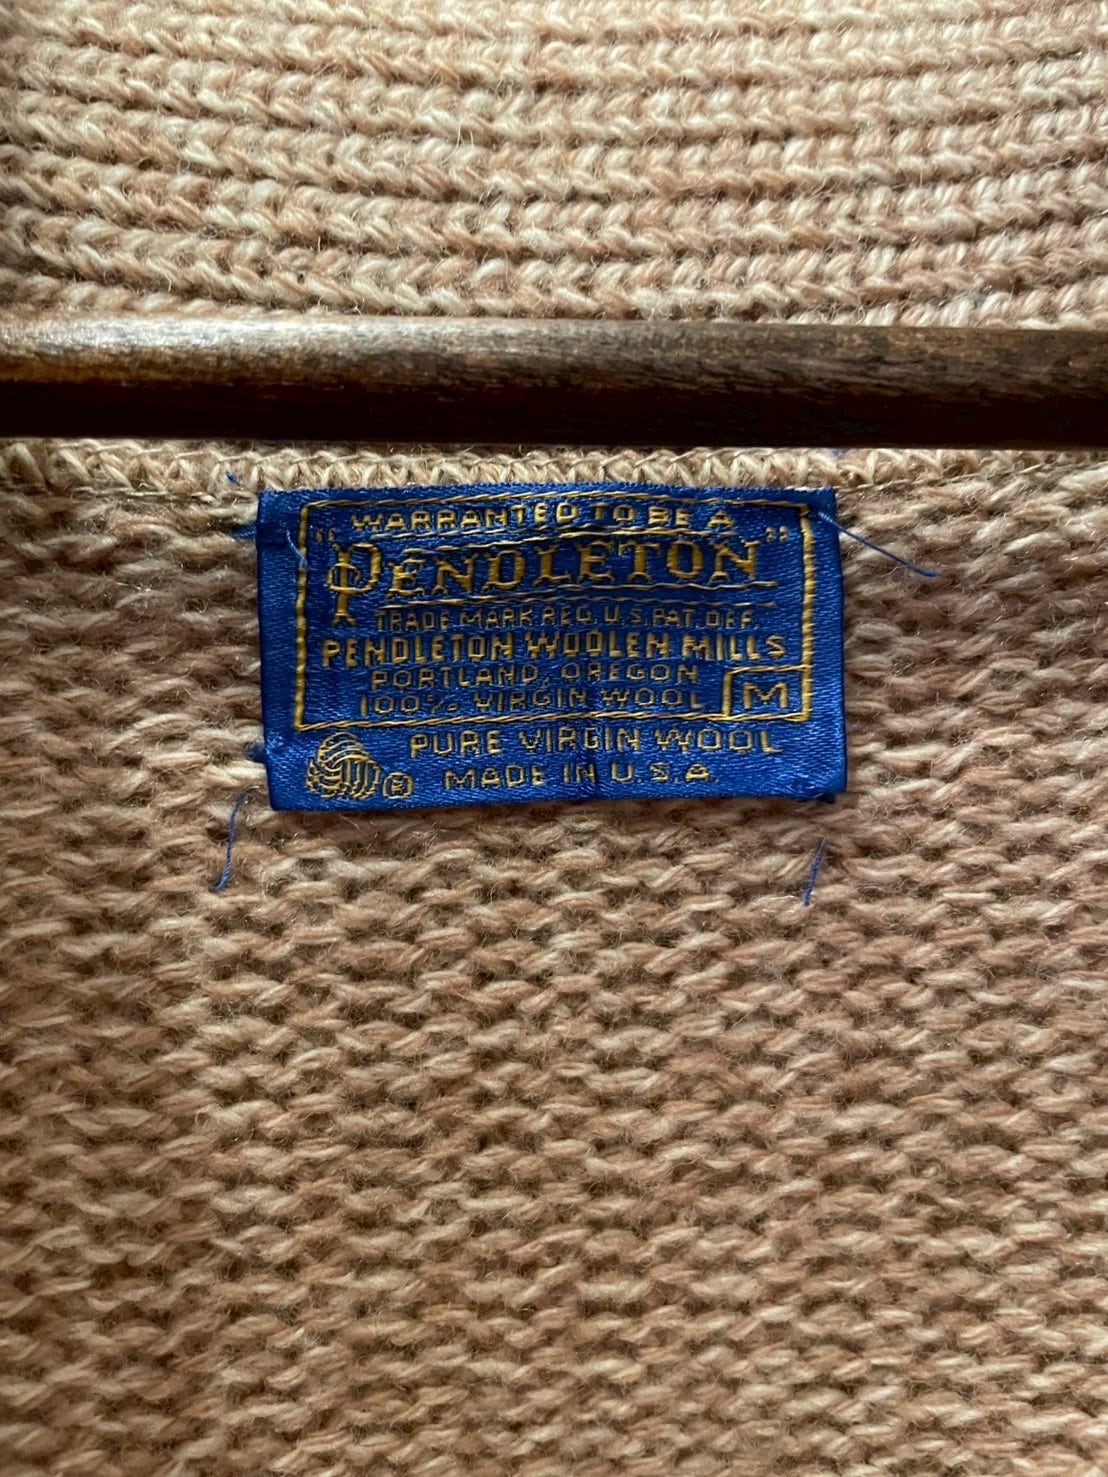 WARRANTED TO BE A
"PENDLETON"
TRADE MARK REG. U.S. PAT. OFF.
PENDLETON WOOLEN MILLS
PORTLAND, OREGON
100% VIRGIN WOOL M
PURE VIRGIN WOOL
® MADE IN U.S.A.